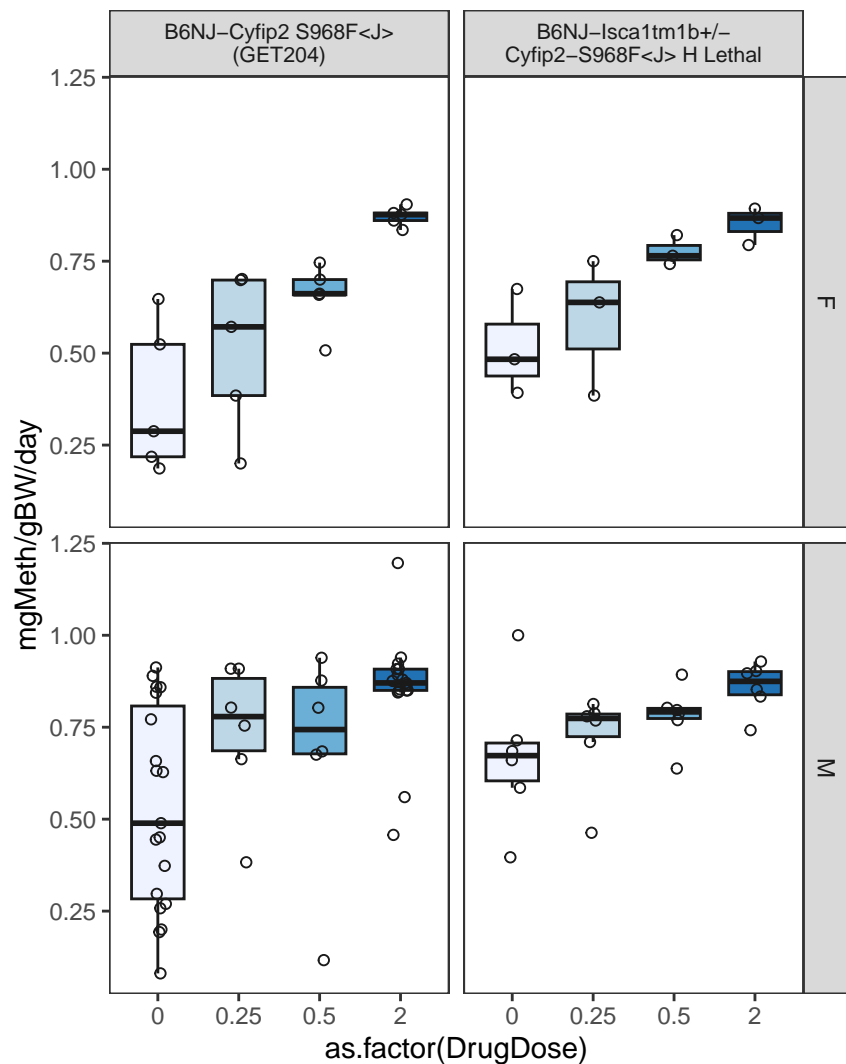 B6NJ−Cyfip2 S968F<J>
(GET204)
B6NJ−Isca1tm1b+/−
Cyfip2−S968F<J> H Lethal
1.25
1.00
0.75
0.50
0.25
F
1.25
1.00
0.75
0.50
0.25
M
mgMeth/gBW/day
0
0.25
0.5
2
0
0.25
0.5
2
as.factor(DrugDose)